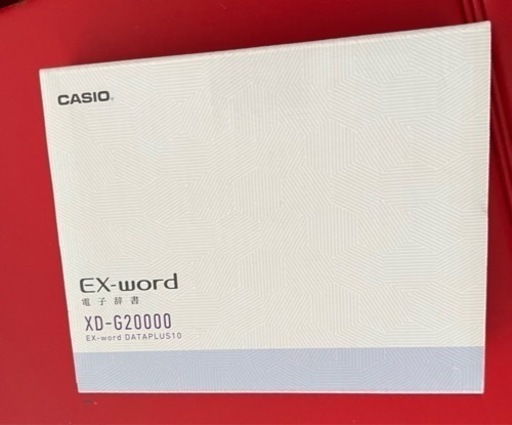 CASIO
EX-word
電子辞書
XD-G20000
EX-word DATAPLUS10